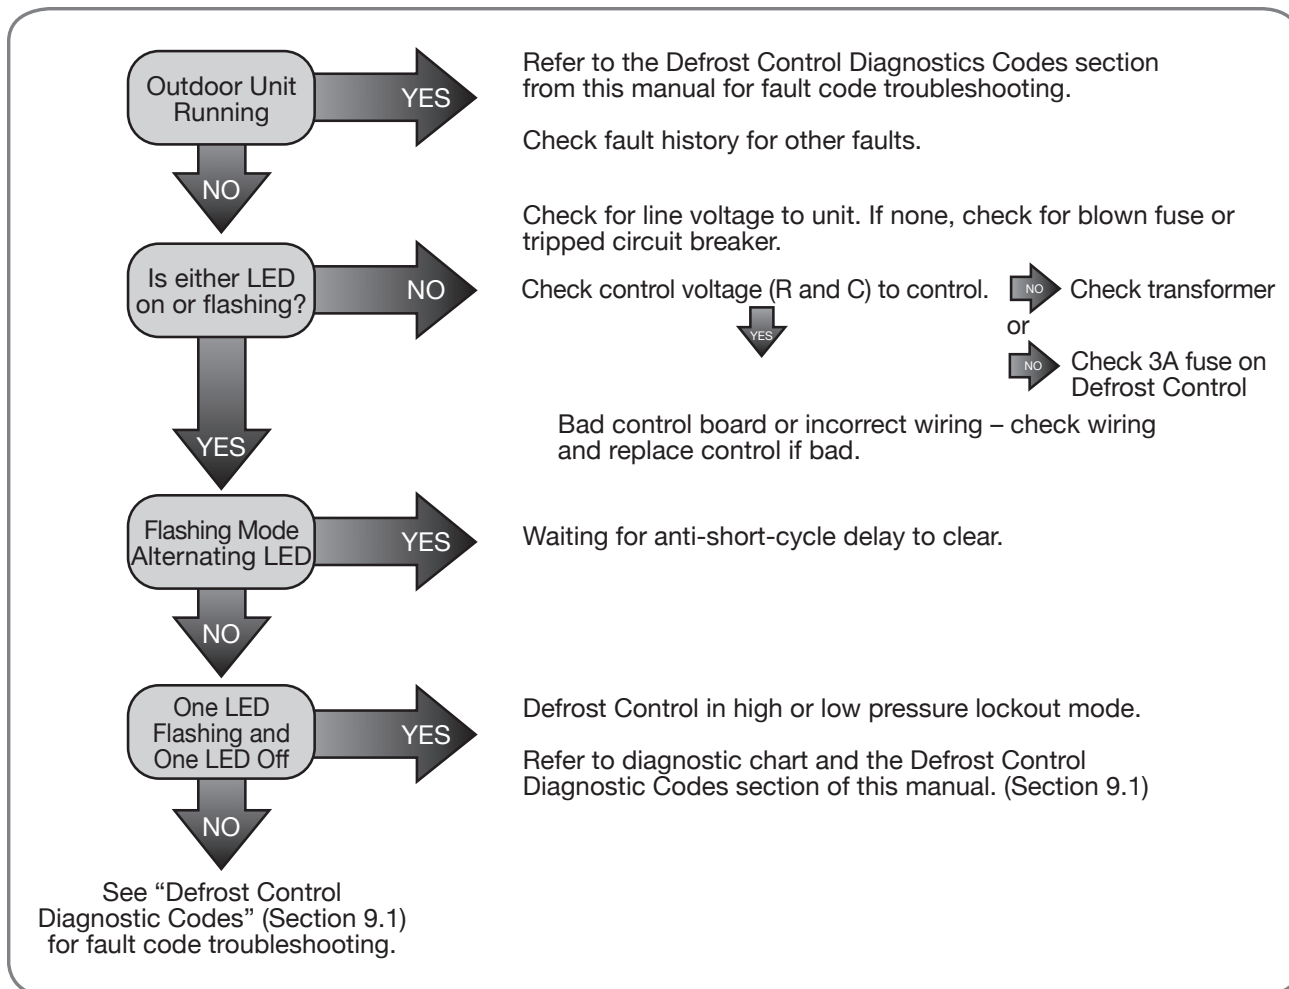 Outdoor Unit
Running
YES
Refer to the Defrost Control Diagnostics Codes section
from this manual for fault code troubleshooting.
Check fault history for other faults.
NO
Is either LED
on or flashing?
NO
Check for line voltage to unit. If none, check for blown fuse or
tripped circuit breaker.
Check control voltage (R and C) to control.
NO
Check transformer
or
NO
Check 3A fuse on
Defrost Control
YES
Bad control board or incorrect wiring – check wiring
and replace control if bad.
YES
Flashing Mode
Alternating LED
YES
Waiting for anti-short-cycle delay to clear.
NO
One LED
Flashing and
One LED Off
YES
Defrost Control in high or low pressure lockout mode.
Refer to diagnostic chart and the Defrost Control
Diagnostic Codes section of this manual. (Section 9.1)
NO
See “Defrost Control
Diagnostic Codes” (Section 9.1)
for fault code troubleshooting.